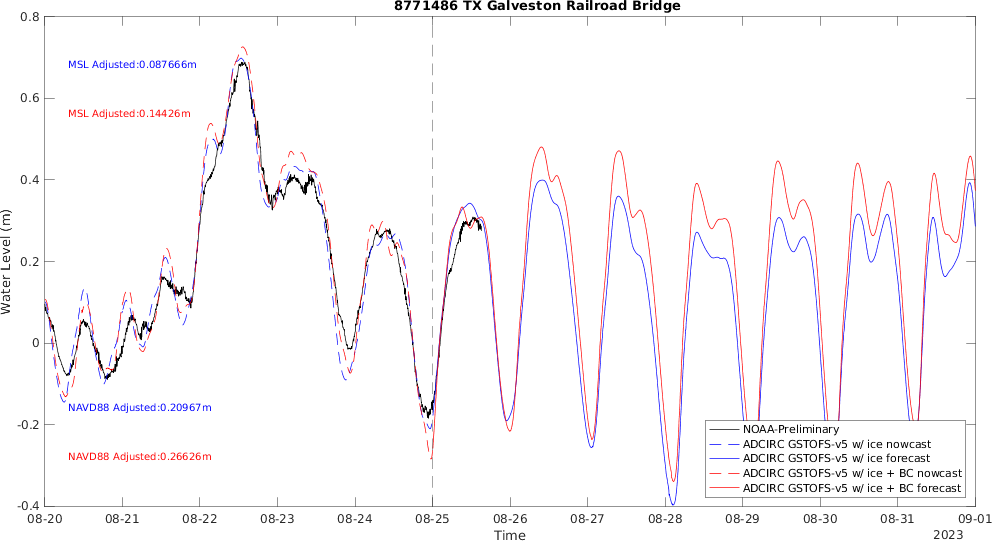 8771486 TX Galveston Railroad Bridge
0.8
0.6
0.4
0.2
0
-0.2
-0.4
Water Level (m)
MSL Adjusted:0.087666m
MSL Adjusted:0.14426m
NAVD88 Adjusted:0.20967m
NAVD88 Adjusted:0.26626m
NOAA-Preliminary
ADCIRC GSTOFS-v5 w/ ice nowcast
ADCIRC GSTOFS-v5 w/ ice forecast
ADCIRC GSTOFS-v5 w/ ice + BC nowcast
ADCIRC GSTOFS-v5 w/ ice + BC forecast
08-20 08-21 08-22 08-23 08-24 08-25 08-26 08-27 08-28 08-29 08-30 08-31 09-01
Time
2023